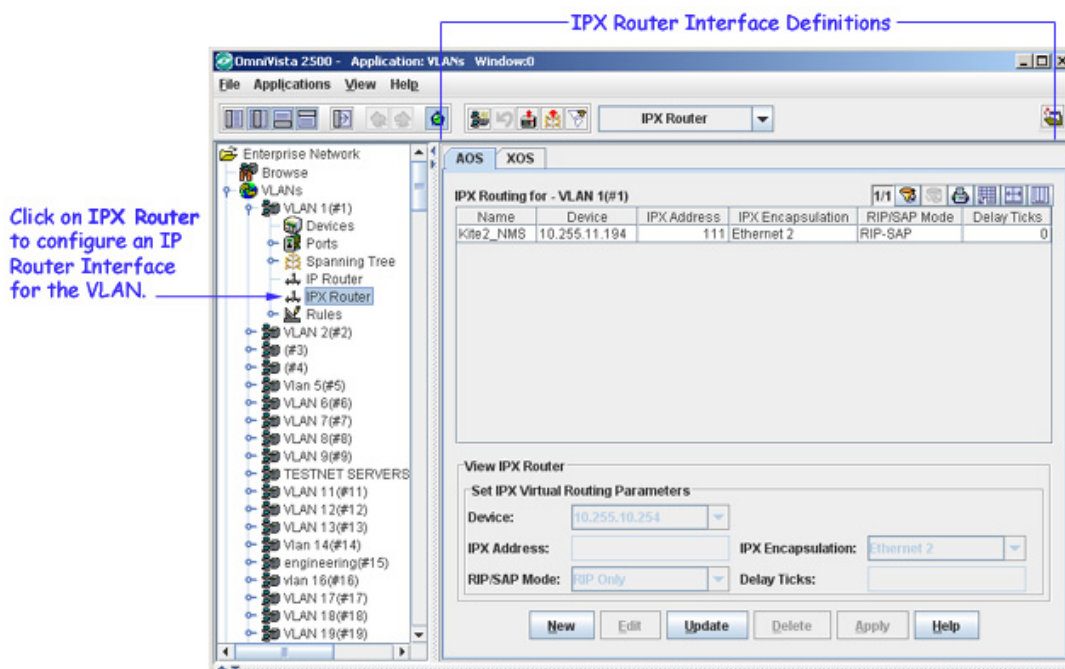 IPX Router Interface Definitions
OmniVista 2500 - Application: VLANs Window:0
File Applications View Help
IPX Router
Click on IPX Router
to configure an IP
Router Interface
for the VLAN.
Enterprise Network
Browse
VLANs
VLAN 1(#1)
Devices
Ports
Spanning Tree
IP Router
IPX Router
Rules
VLAN 2(#2)
(#3)
(#4)
Vlan 5(#5)
VLAN 6(#6)
VLAN 7(#7)
VLAN 8(#8)
VLAN 9(#9)
TESTNET SERVERS
VLAN 11(#11)
VLAN 12(#12)
VLAN 13(#13)
Vlan 14(#14)
engineering(#15)
vlan 16(#16)
VLAN 17(#17)
VLAN 18(#18)
VLAN 19(#19)
AOS XOS
IPX Routing for - VLAN 1(#1) 1/1
Name Device IPX Address IPX Encapsulation RIP/SAP Mode Delay Ticks
Kite2_NMS 10.255.11.194 111 Ethernet 2 RIP-SAP 0
View IPX Router
Set IPX Virtual Routing Parameters
Device: 10.255.10.254
IPX Address: IPX Encapsulation: Ethernet 2
RIP/SAP Mode: RIP Only Delay Ticks:
New Edit Update Delete Apply Help